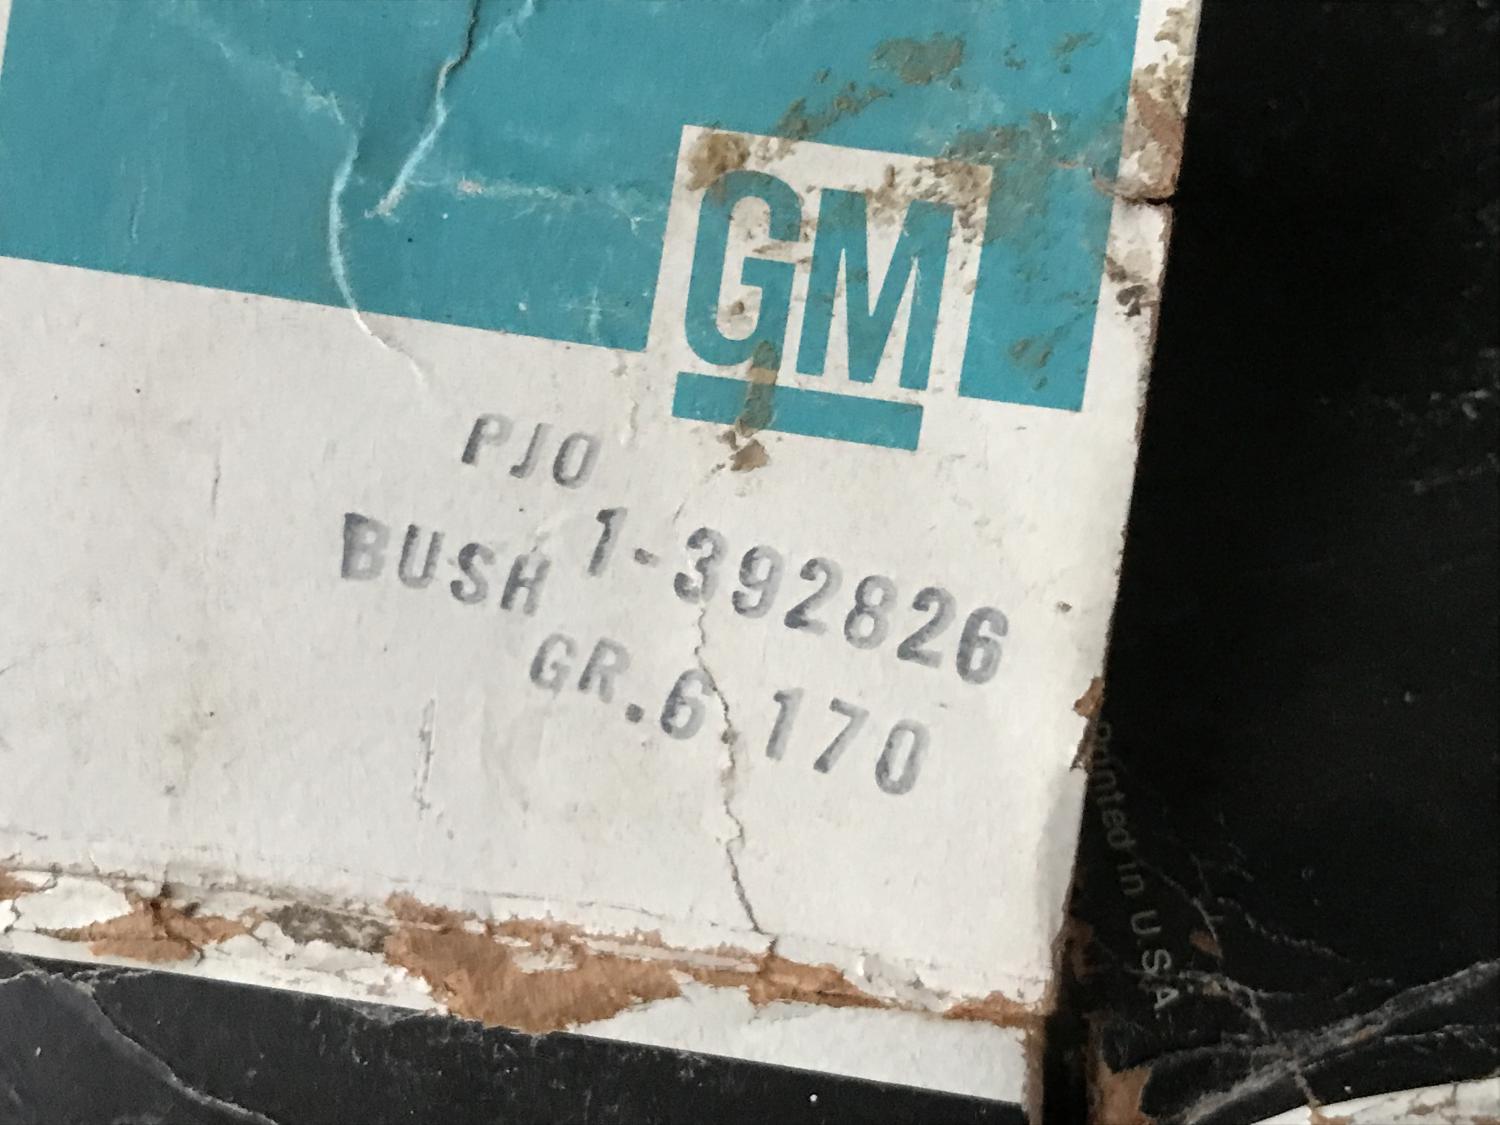 GM
PJO
BUSH 1-392826
GR.6 170
Printed in U.S.A